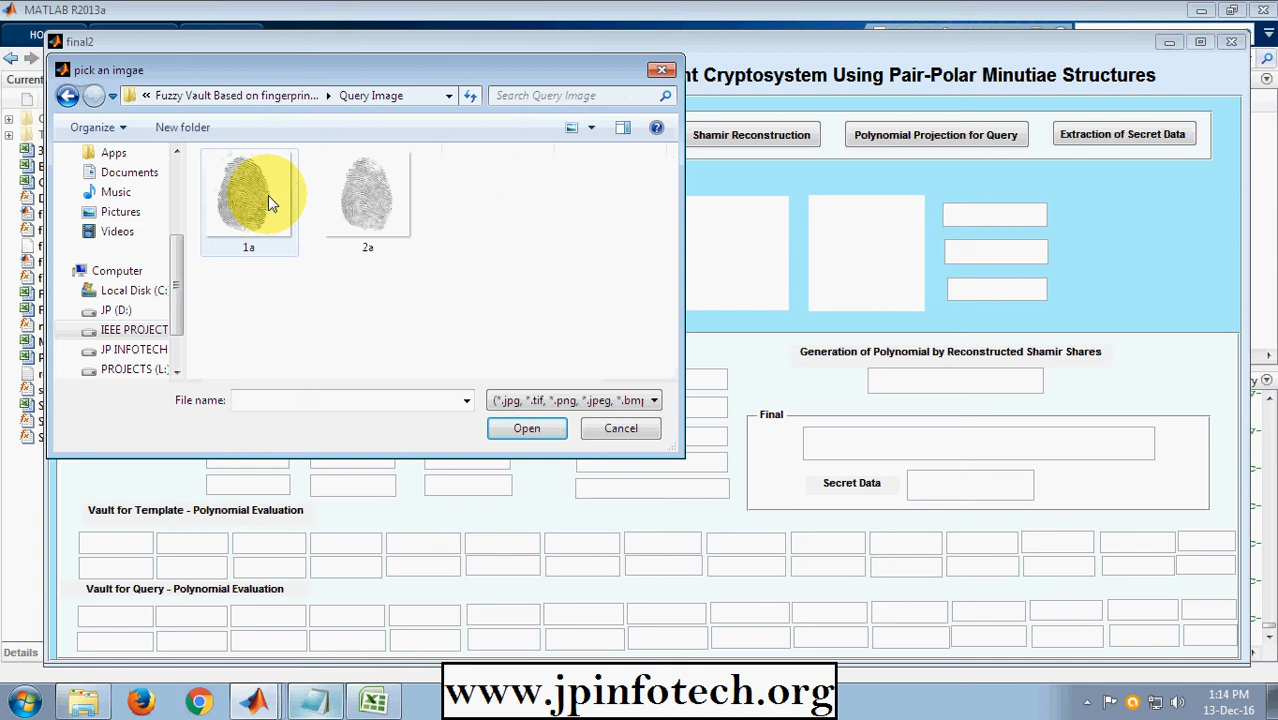 MATLAB R2013a
HO
final2
pick an imgae
nt Cryptosystem Using Pair-Polar Minutiae Structures
Current
« Fuzzy Vault Based on fingerprin... Query Image
Search Query Image
Organize
New folder
Shamir Reconstruction
Polynomial Projection for Query
Extraction of Secret Data
Apps
Documents
Music
Pictures
Videos
Computer
Local Disk (C:
JP (D:)
IEEE PROJECT
JP INFOTECH
PROJECTS (L:)
1a
2a
File name:
(*.jpg, *.tif, *.png, *.jpeg, *.bmp
Open
Cancel
Generation of Polynomial by Reconstructed Shamir Shares
Final
Secret Data
Vault for Template - Polynomial Evaluation
Vault for Query - Polynomial Evaluation
Details
www.jpinfotech.org
1:14 PM
13-Dec-16